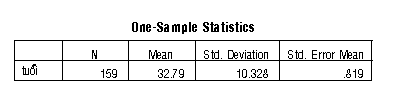 One-Sample Statistics
N Mean Std. Deviation Std. Error Mean
tuổi 159 32.79 10.328 .819